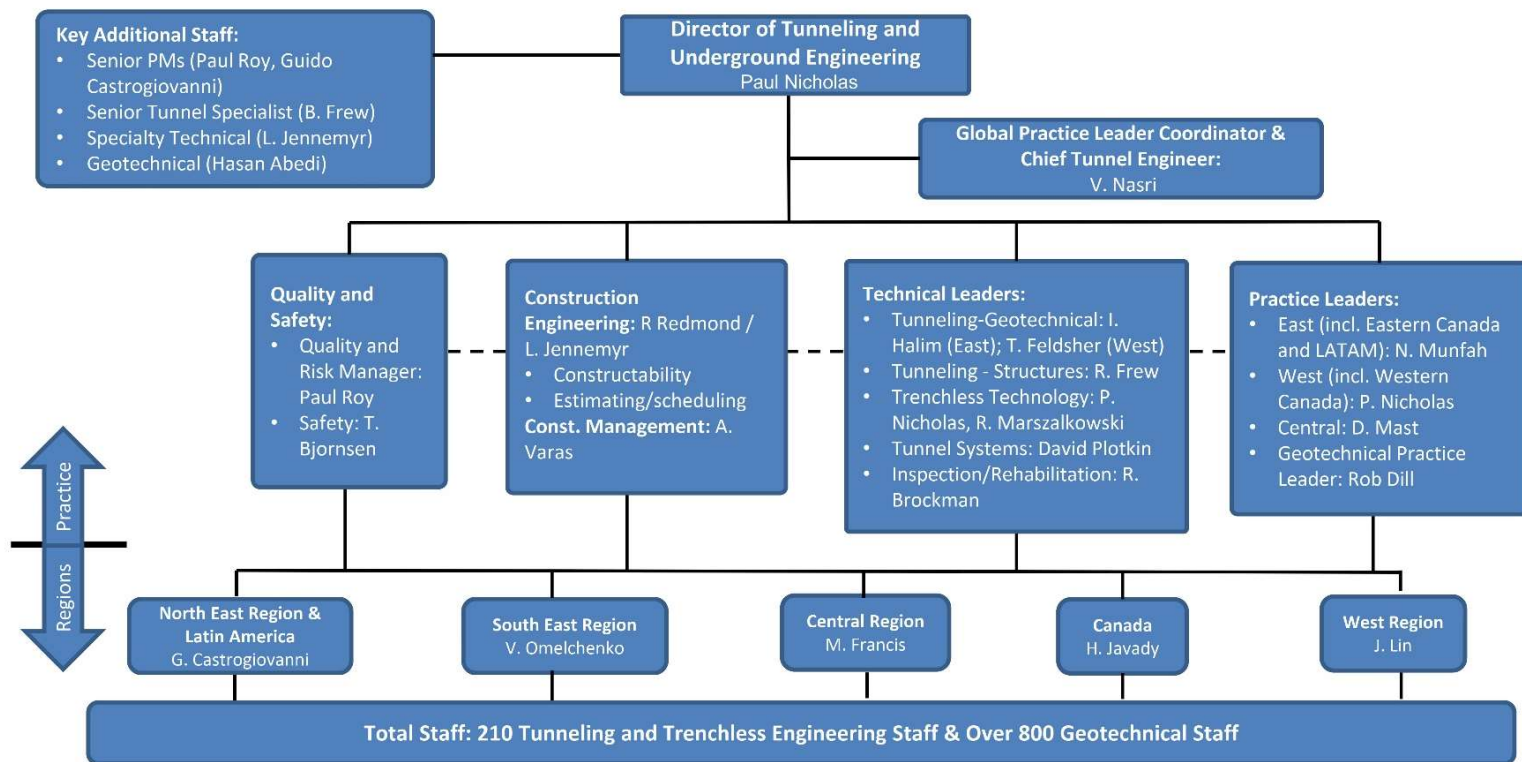 Key Additional Staff:
• Senior PMs (Paul Roy, Guido
Castrogiovanni)
• Senior Tunnel Specialist (B. Frew)
• Specialty Technical (L. Jennemyr)
• Geotechnical (Hasan Abedi)
Director of Tunneling and
Underground Engineering
Paul Nicholas
Global Practice Leader Coordinator &
Chief Tunnel Engineer:
V. Nasri
Quality and
Safety:
• Quality and
Risk Manager:
Paul Roy
• Safety: T.
Bjornsen
Construction
Engineering: R Redmond /
L. Jennemyr
• Constructability
• Estimating/scheduling
Const. Management: A.
Varas
Technical Leaders:
• Tunneling-Geotechnical: I.
Halim (East); T. Feldsher (West)
• Tunneling - Structures: R. Frew
• Trenchless Technology: P.
Nicholas, R. Marszalkowski
• Tunnel Systems: David Plotkin
• Inspection/Rehabilitation: R.
Brockman
Practice Leaders:
• East (incl. Eastern Canada
and LATAM): N. Munfah
• West (incl. Western
Canada): P. Nicholas
• Central: D. Mast
• Geotechnical Practice
Leader: Rob Dill
Practice
Regions
North East Region &
Latin America
G. Castrogiovanni
South East Region
V. Omelchenko
Central Region
M. Francis
Canada
H. Javady
West Region
J. Lin
Total Staff: 210 Tunneling and Trenchless Engineering Staff & Over 800 Geotechnical Staff